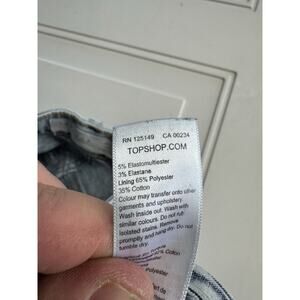 RN 125149 CA 00234
TOPSHOP.COM
5% Elastomultiester
3% Elastane
Lining 65% Polyester
35% Cotton
Colour may transfer onto other
garments and upholstery.
Wash inside out. Wash with
similar colours. Do not rub
isolated stains. Remove
promptly and hang dry. Do not
tumble dry.